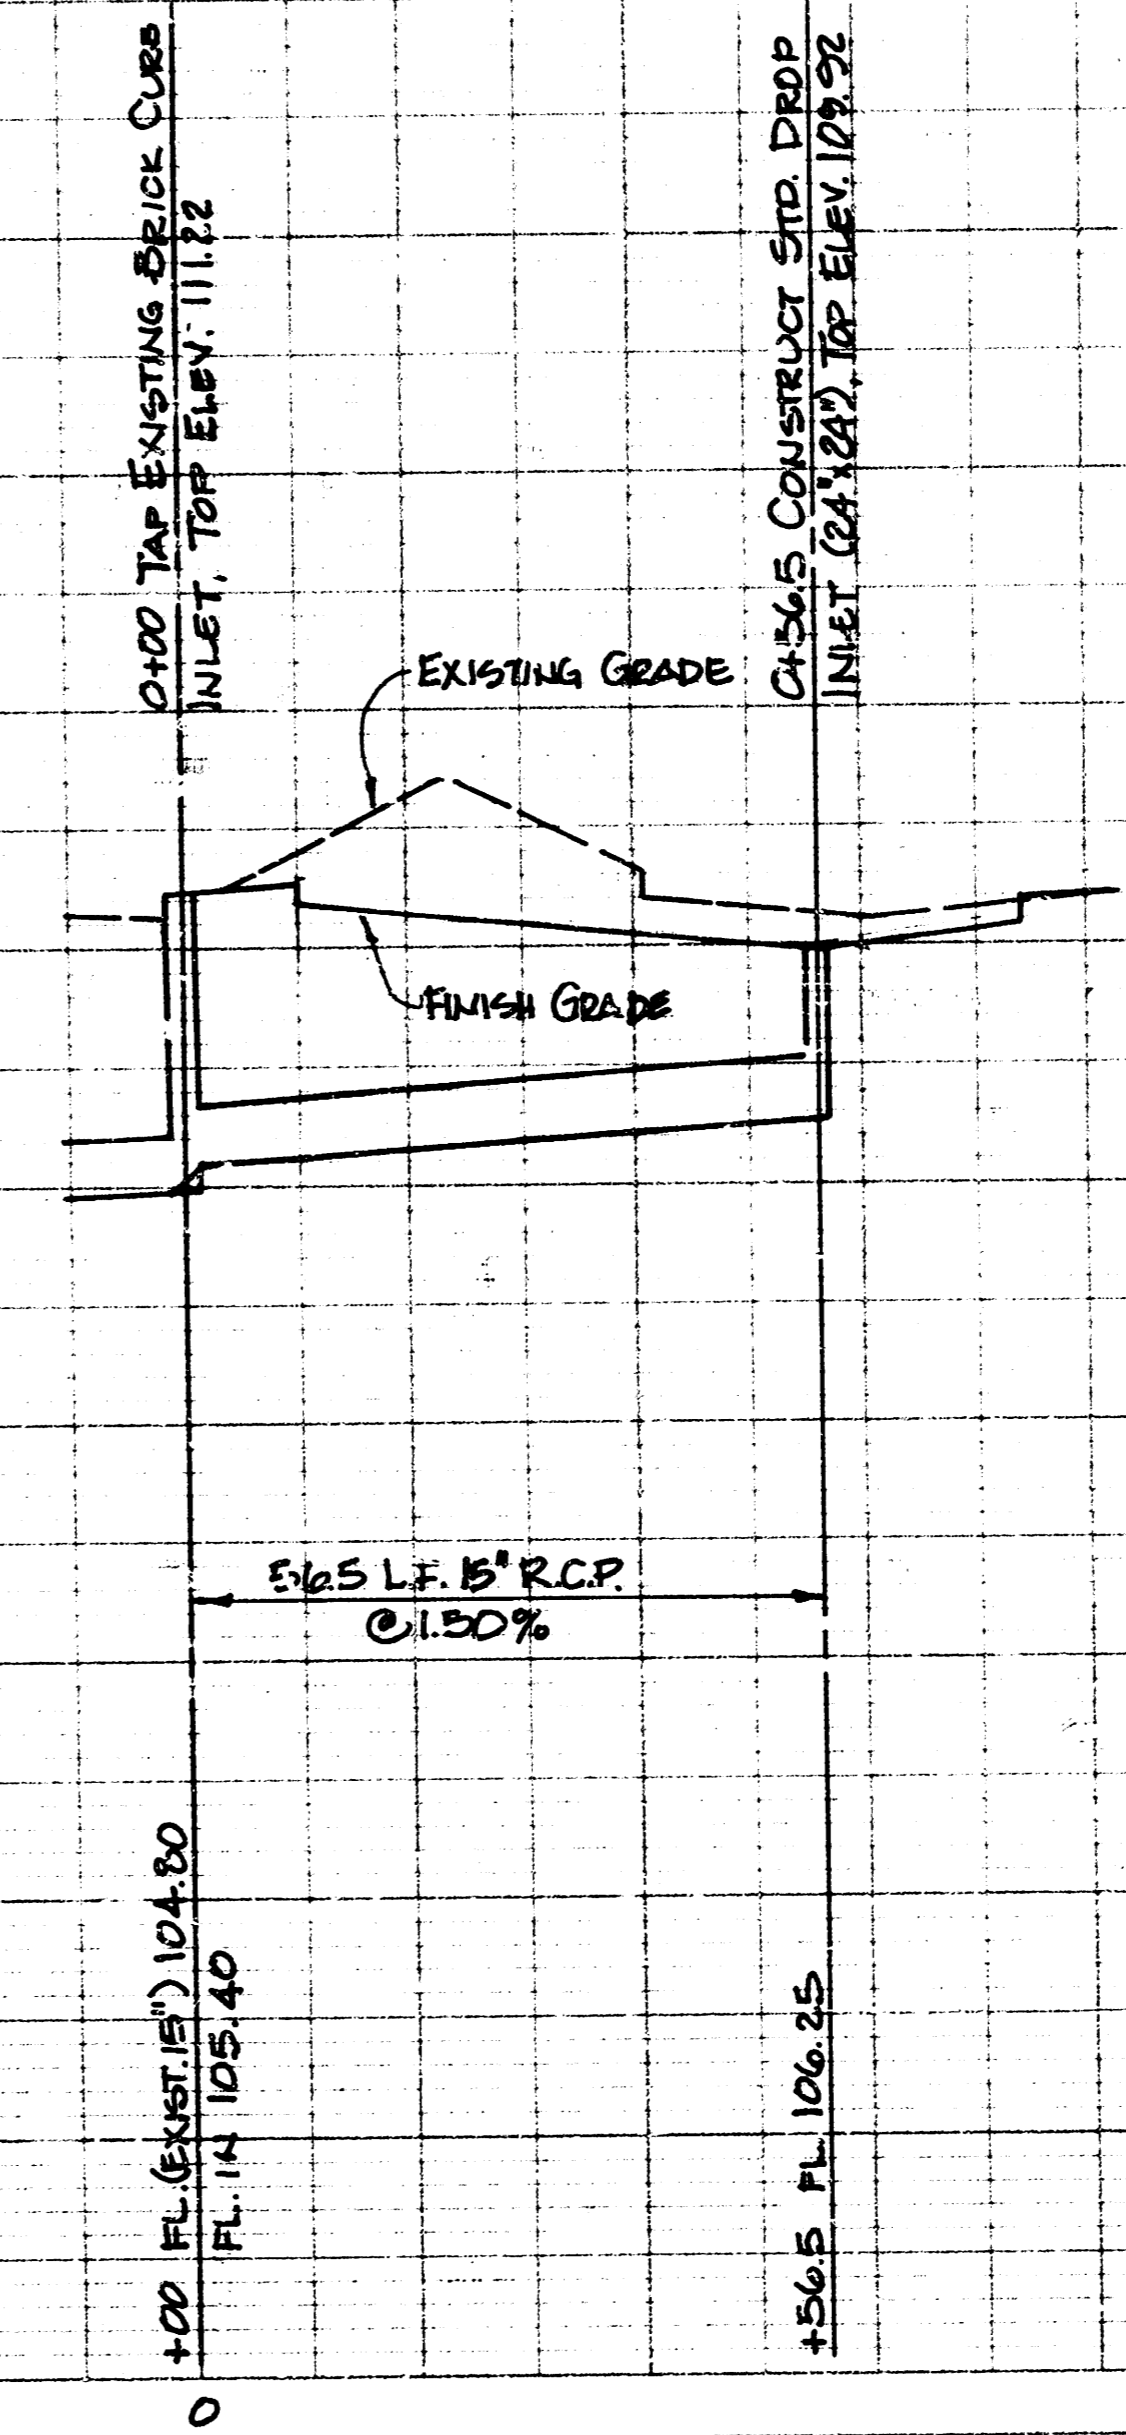 0+00 TAP EXISTING BRICK CURB
INLET, TOP ELEV. 111.22
0+56.5 CONSTRUCT STD. DROP
INLET (24"x24"), TOP ELEV. 109.92
EXISTING GRADE
FINISH GRADE
56.5 L.F. 15" R.C.P.
@ 1.50%
+00 FL.(EXIST.15") 104.80
FL. IN 105.40
+56.5 FL. 106.25
0